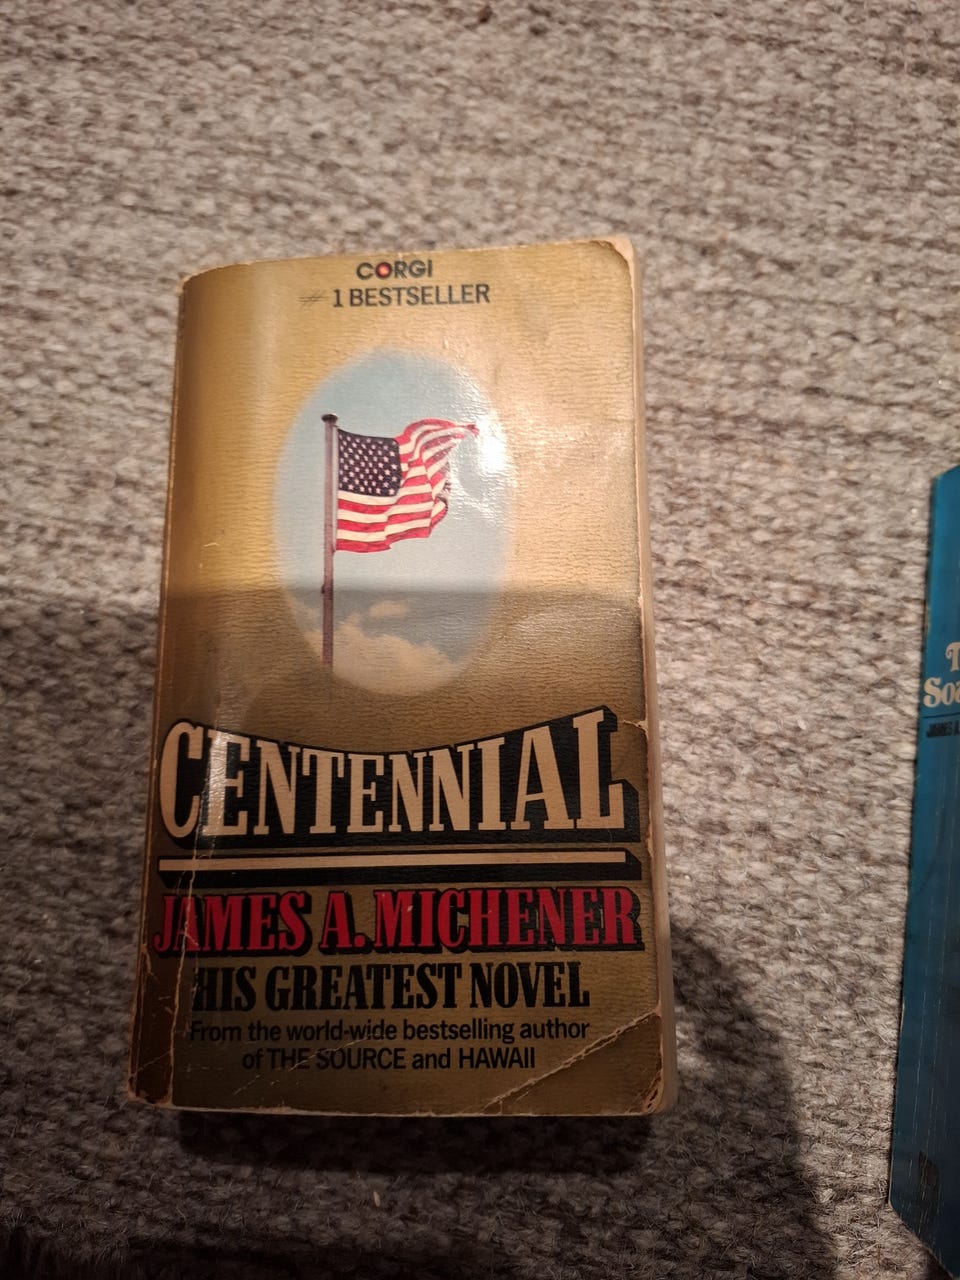 CORGI
# 1 BESTSELLER
CENTENNIAL
JAMES A. MICHENER
HIS GREATEST NOVEL
From the world-wide bestselling author
of THE SOURCE and HAWAII
JAMES A.